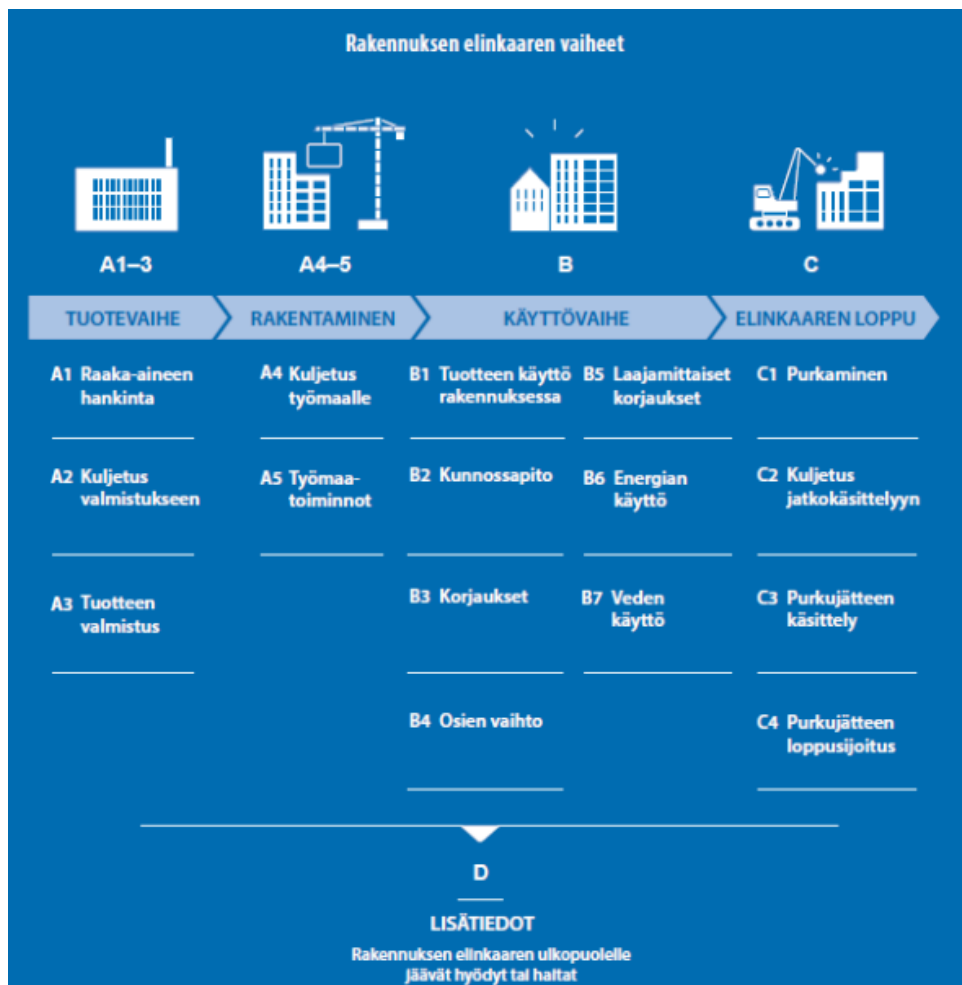 Rakennuksen elinkaaren vaiheet
A1–3
A4–5
B
C
TUOTEVAIHE
RAKENTAMINEN
KÄYTTÖVAIHE
ELINKAAREN LOPPU
A1 Raaka-aineen
hankinta
A2 Kuljetus
valmistukseen
A3 Tuotteen
valmistus
A4 Kuljetus
työmaalle
A5 Työmaa-
toiminnot
B1 Tuotteen käyttö
rakennuksessa
B2 Kunnossapito
B3 Korjaukset
B4 Osien vaihto
B5 Laajamittaiset
korjaukset
B6 Energian
käyttö
B7 Veden
käyttö
C1 Purkaminen
C2 Kuljetus
jatkokäsittelyyn
C3 Purkujätteen
käsittely
C4 Purkujätteen
loppusijoitus
D
LISÄTIEDOT
Rakennuksen elinkaaren ulkopuolelle
jäävät hyödyt tai haitat